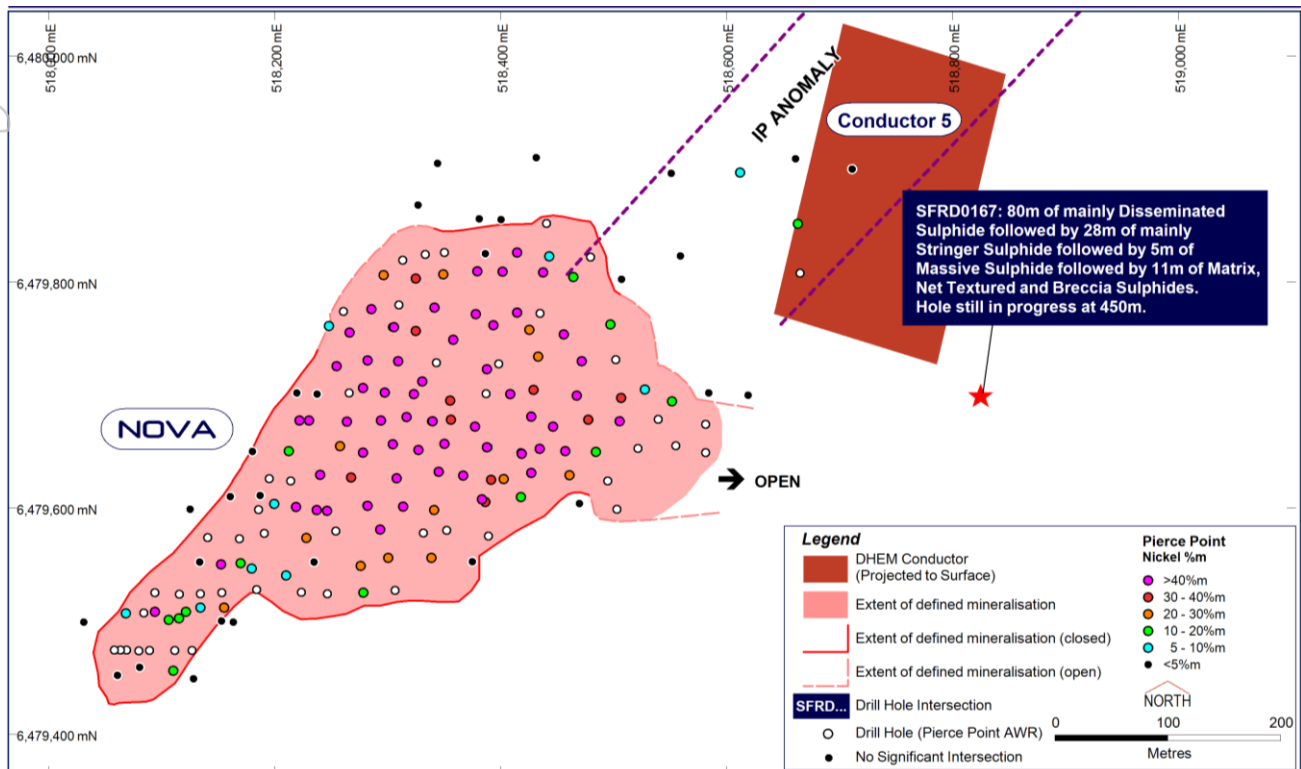 518,000 mE
518,200 mE
518,400 mE
518,600 mE
518,800 mE
519,000 mE
6,480,000 mN
6,479,800 mN
6,479,600 mN
6,479,400 mN
IP ANOMALY
Conductor 5
SFRD0167: 80m of mainly Disseminated
Sulphide followed by 28m of mainly
Stringer Sulphide followed by 5m of
Massive Sulphide followed by 11m of Matrix,
Net Textured and Breccia Sulphides.
Hole still in progress at 450m.
NOVA
OPEN
Legend
DHEM Conductor
(Projected to Surface)
Extent of defined mineralisation
Extent of defined mineralisation (closed)
Extent of defined mineralisation (open)
SFRD... Drill Hole Intersection
Drill Hole (Pierce Point AWR)
No Significant Intersection
Pierce Point
Nickel %m
>40%m
30 - 40%m
20 - 30%m
10 - 20%m
5 - 10%m
<5%m
NORTH
0 100 200
Metres